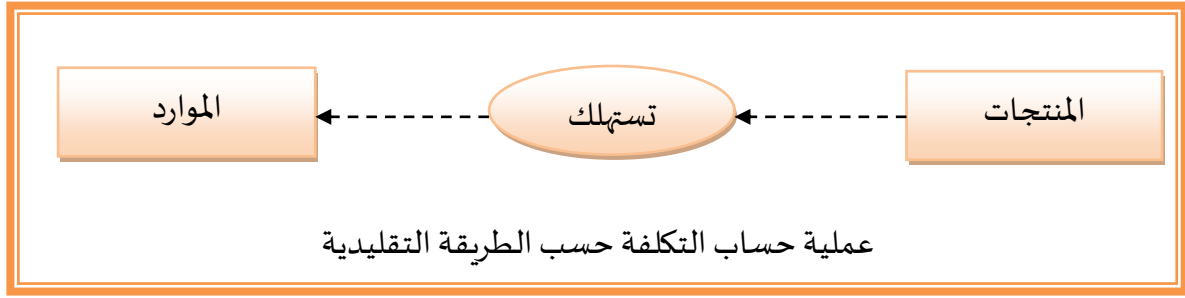 المنتجات
تستهلك
الموارد
عملية حساب التكلفة حسب الطريقة التقليدية